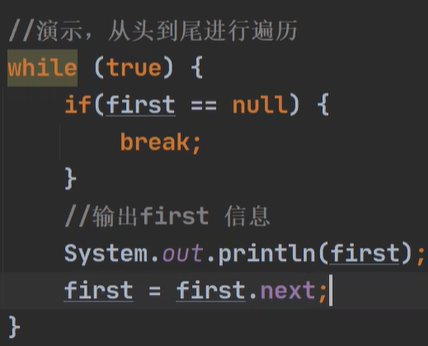 //演示，从头到尾进行遍历
while (true) {
    if(first == null) {
        break;
    }
    //输出first 信息
    System.out.println(first);
    first = first.next;
}